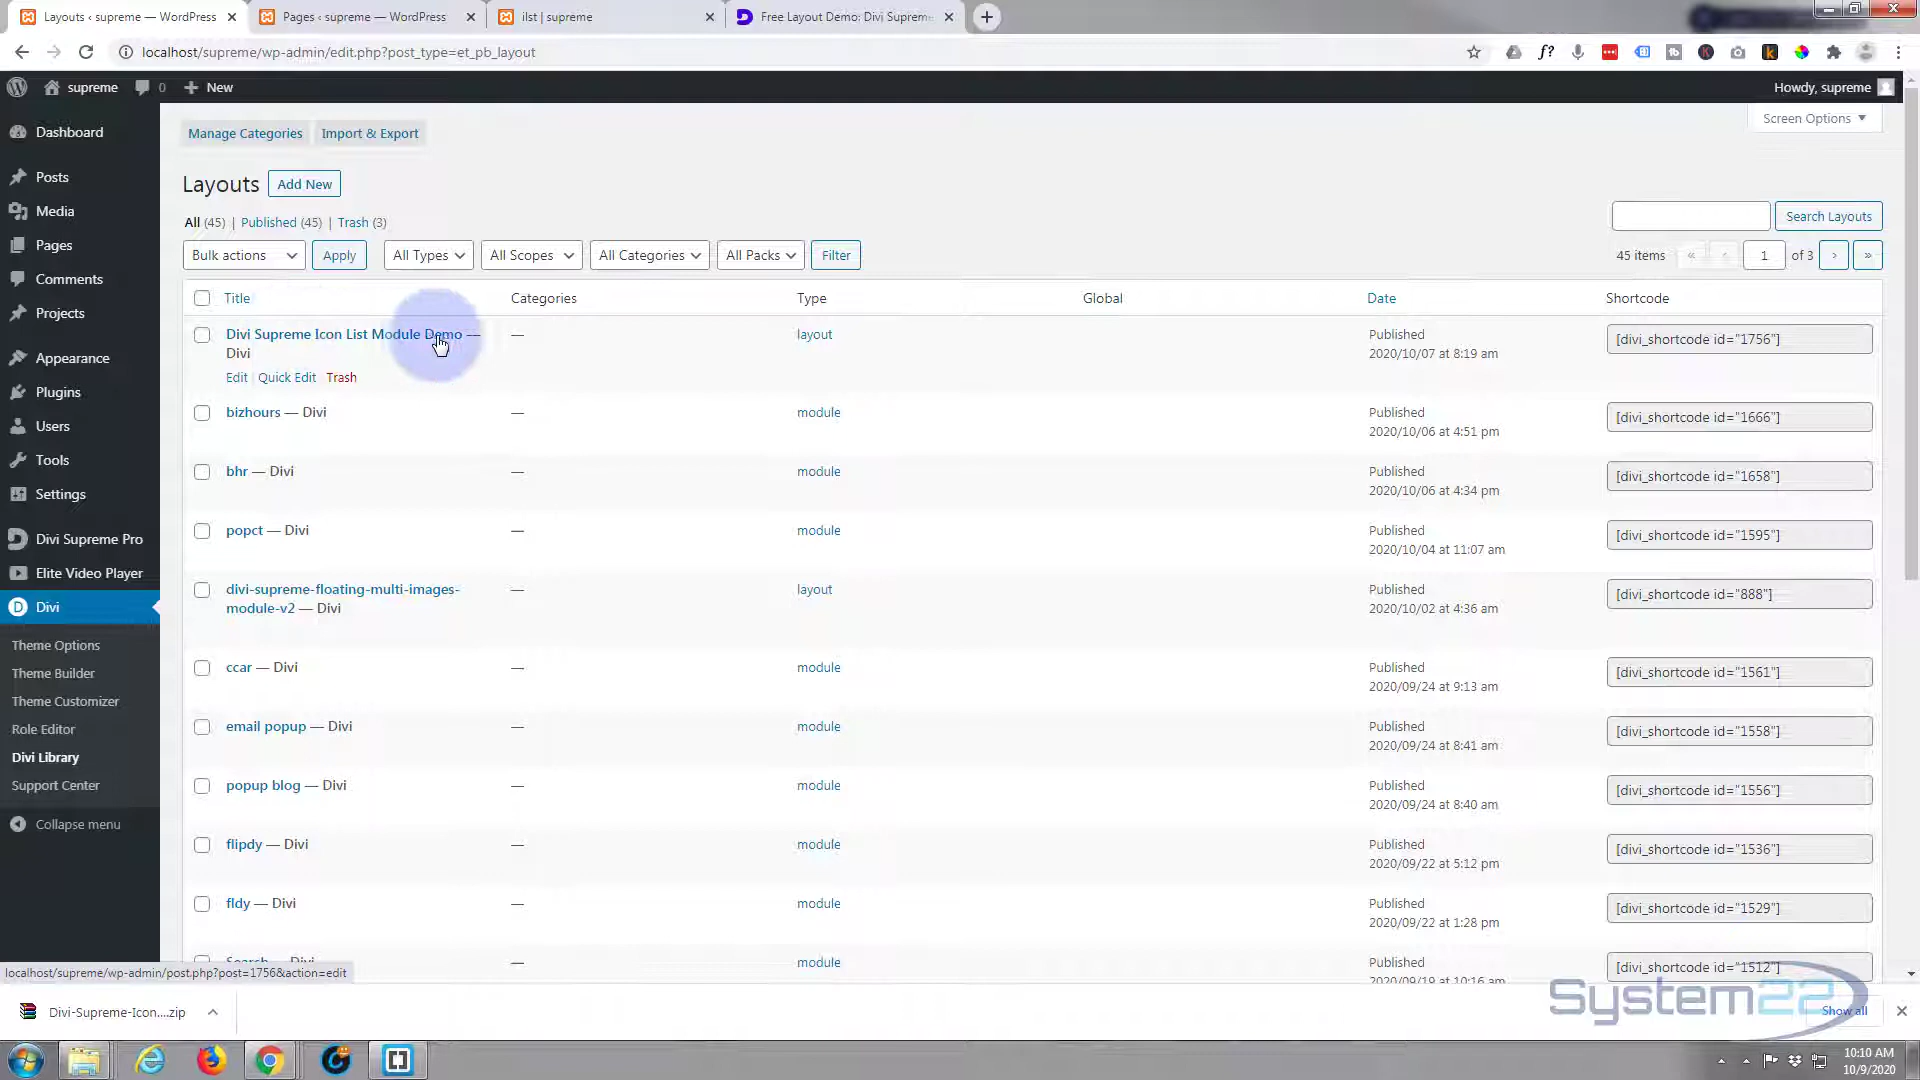 Layouts ‹ supreme — WordPress
Pages ‹ supreme — WordPress
ilst | supreme
Free Layout Demo: Divi Suprem
localhost/supreme/wp-admin/edit.php?post_type=et_pb_layout
supreme
0
New
Howdy, supreme
Dashboard
Posts
Media
Pages
Comments
Projects
Appearance
Plugins
Users
Tools
Settings
Divi Supreme Pro
Elite Video Player
Divi
Theme Options
Theme Builder
Theme Customizer
Role Editor
Divi Library
Support Center
Collapse menu
Manage Categories
Import & Export
Screen Options
Layouts
Add New
All (45) | Published (45) | Trash (3)
Search Layouts
Bulk actions
Apply
All Types
All Scopes
All Categories
All Packs
Filter
45 items « ‹ 1 of 3 › »
Title Categories Type Global Date Shortcode
Divi Supreme Icon List Module Demo —
Divi
Edit | Quick Edit | Trash
— layout Published
2020/10/07 at 8:19 am
[divi_shortcode id="1756"]
bizhours — Divi — module Published
2020/10/06 at 4:51 pm
[divi_shortcode id="1666"]
bhr — Divi — module Published
2020/10/06 at 4:34 pm
[divi_shortcode id="1658"]
popct — Divi — module Published
2020/10/04 at 11:07 am
[divi_shortcode id="1595"]
divi-supreme-floating-multi-images-
module-v2 — Divi
— layout Published
2020/10/02 at 4:36 am
[divi_shortcode id="888"]
ccar — Divi — module Published
2020/09/24 at 9:13 am
[divi_shortcode id="1561"]
email popup — Divi — module Published
2020/09/24 at 8:41 am
[divi_shortcode id="1558"]
popup blog — Divi — module Published
2020/09/24 at 8:40 am
[divi_shortcode id="1556"]
flipdy — Divi — module Published
2020/09/22 at 5:12 pm
[divi_shortcode id="1536"]
fldy — Divi — module Published
2020/09/22 at 1:28 pm
[divi_shortcode id="1529"]
Search — Divi — module Published
2020/09/19 at 10:16 am
[divi_shortcode id="1512"]
localhost/supreme/wp-admin/post.php?post=1756&action=edit
Divi-Supreme-Icon....zip
System22
Show all
10:10 AM
10/9/2020